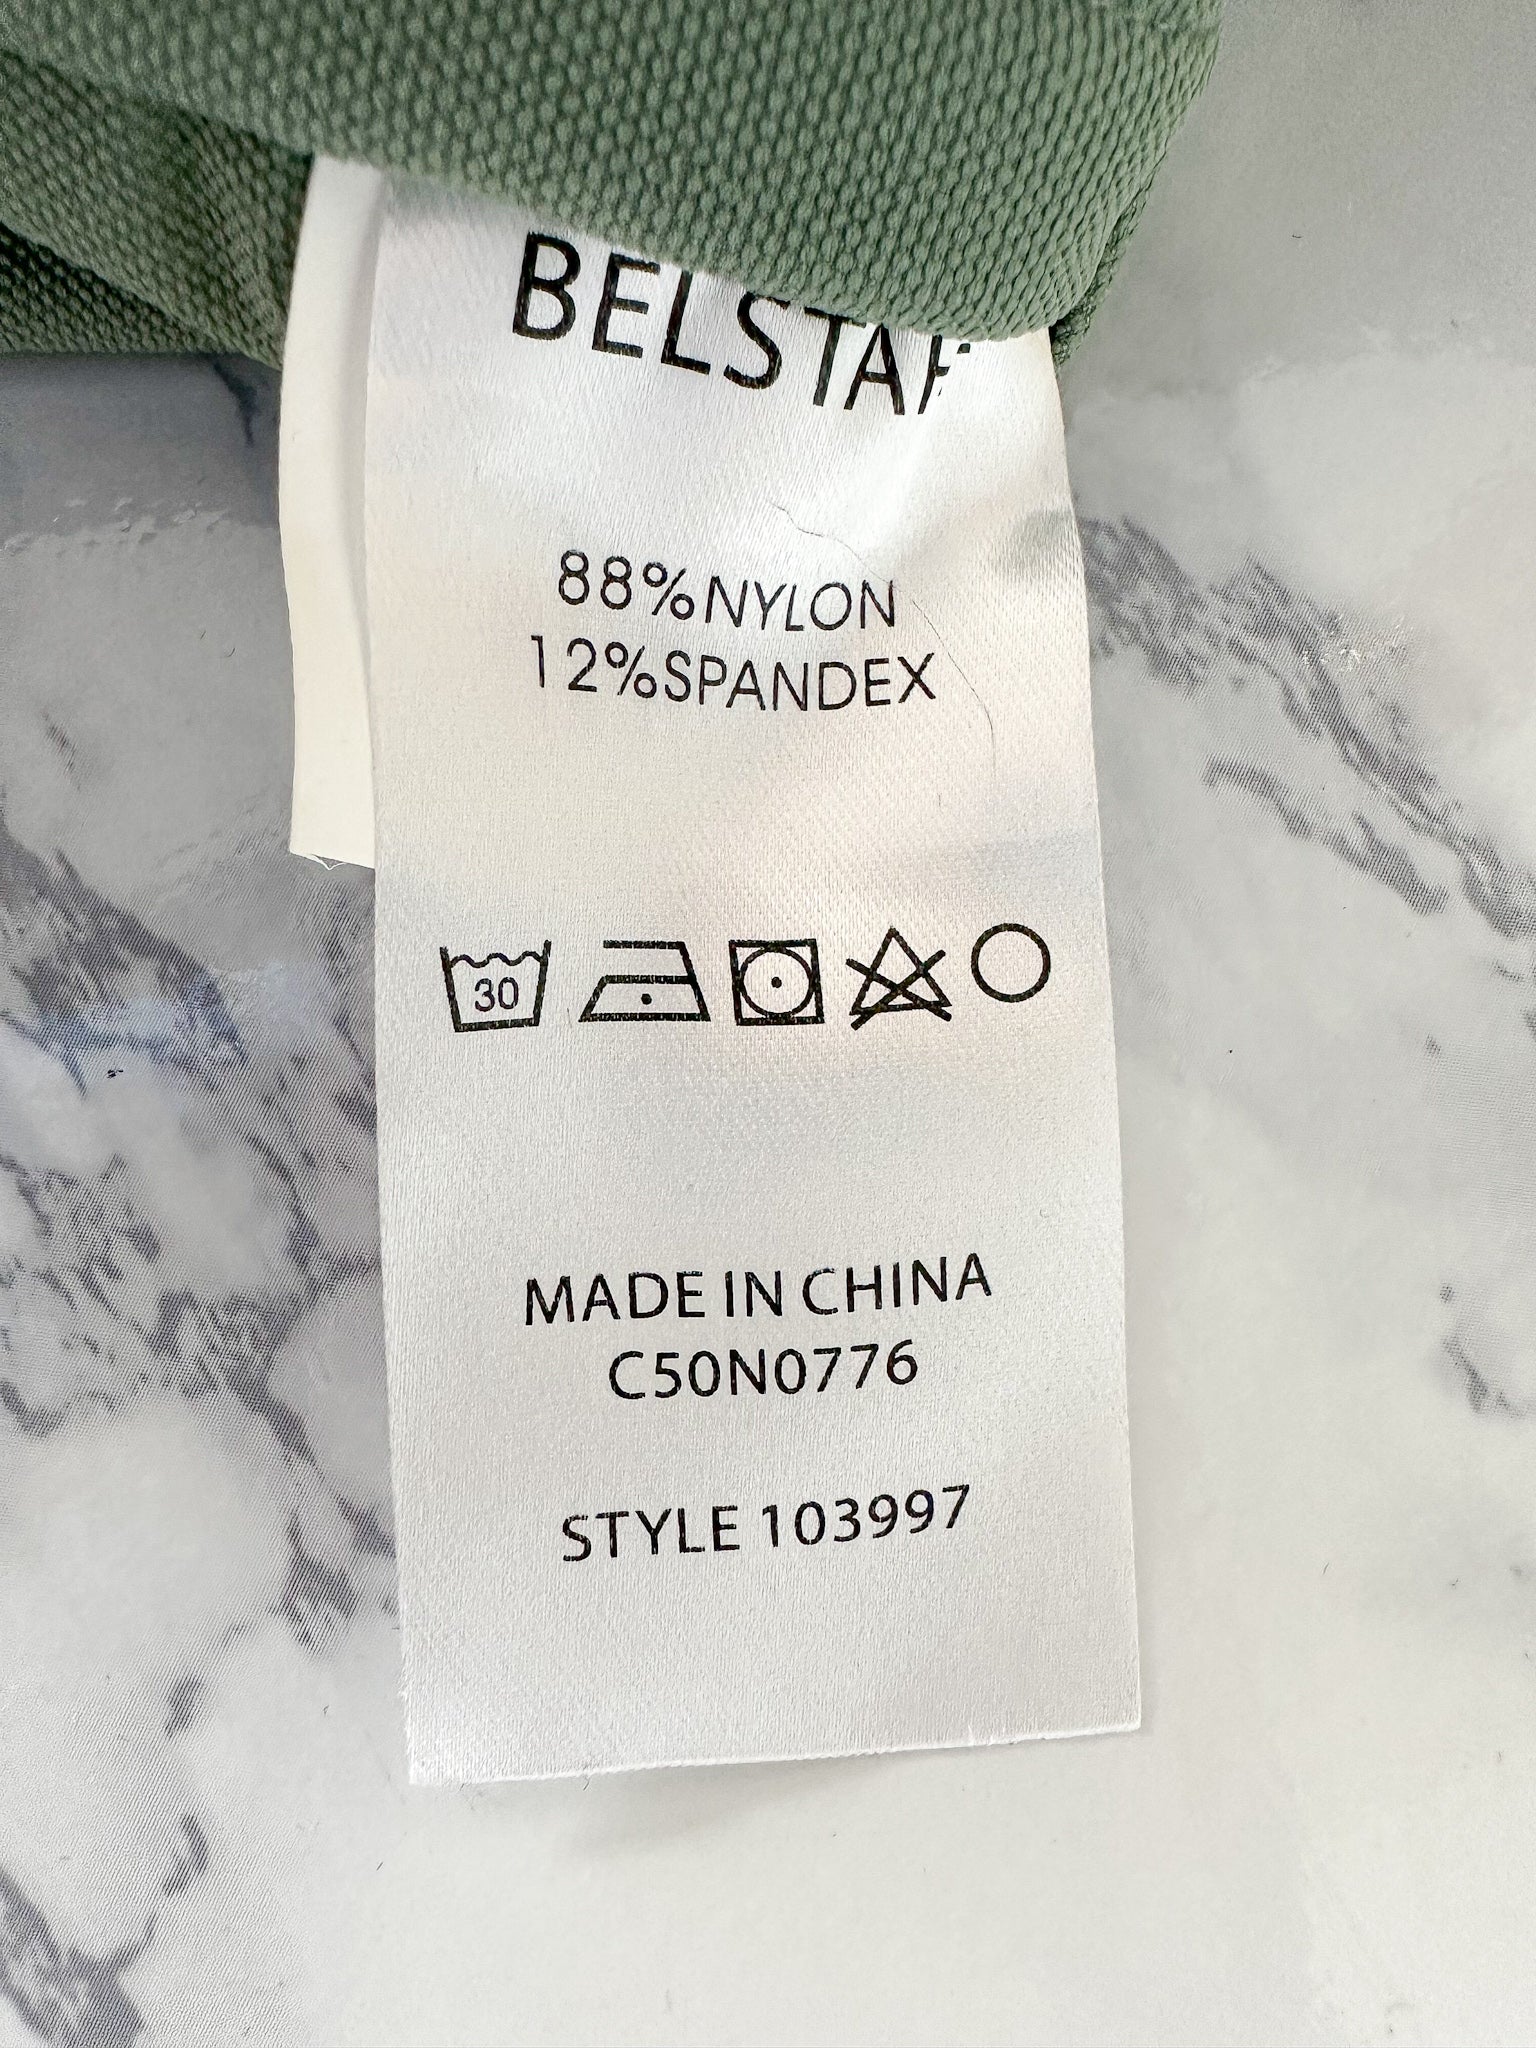 BELSTAF
88%NYLON
12%SPANDEX
30
MADE IN CHINA
C50N0776
STYLE 103997